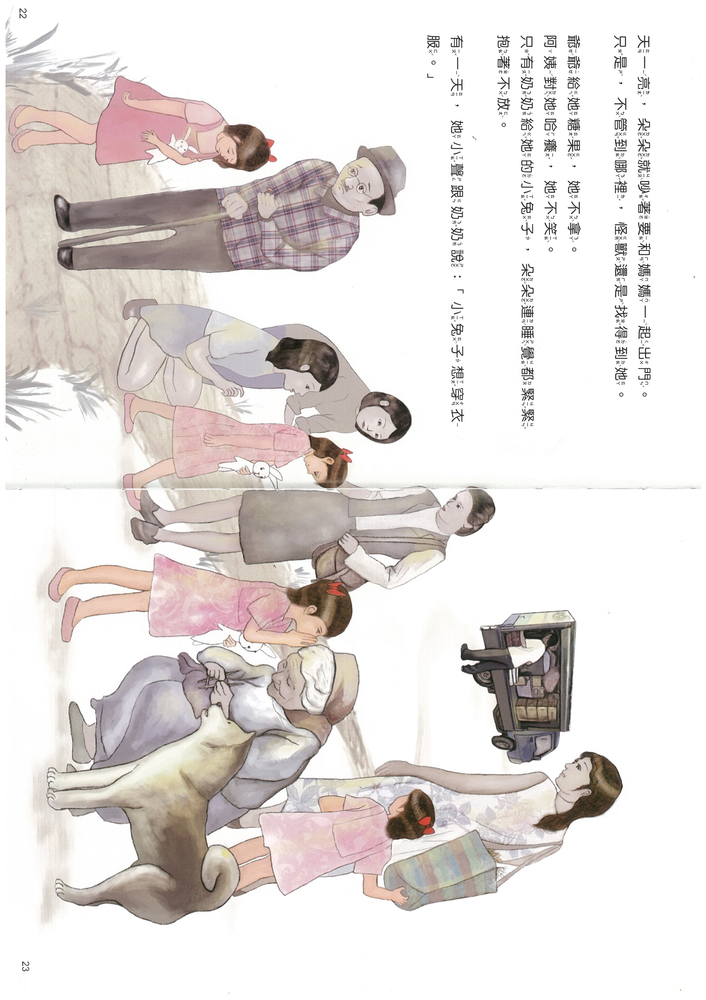 天一亮，朵朵就吵著要和媽媽一起出門。
只是，不管到哪裡，怪獸還是找得到她。
爺爺給她糖果，她不拿。
阿姨對她哈癢，她不笑。
只有奶奶給她的小兔子，朵朵連睡覺都緊緊
抱著不放。
有一天，她小聲跟奶奶說：「小兔子想穿衣
服。」
22
23